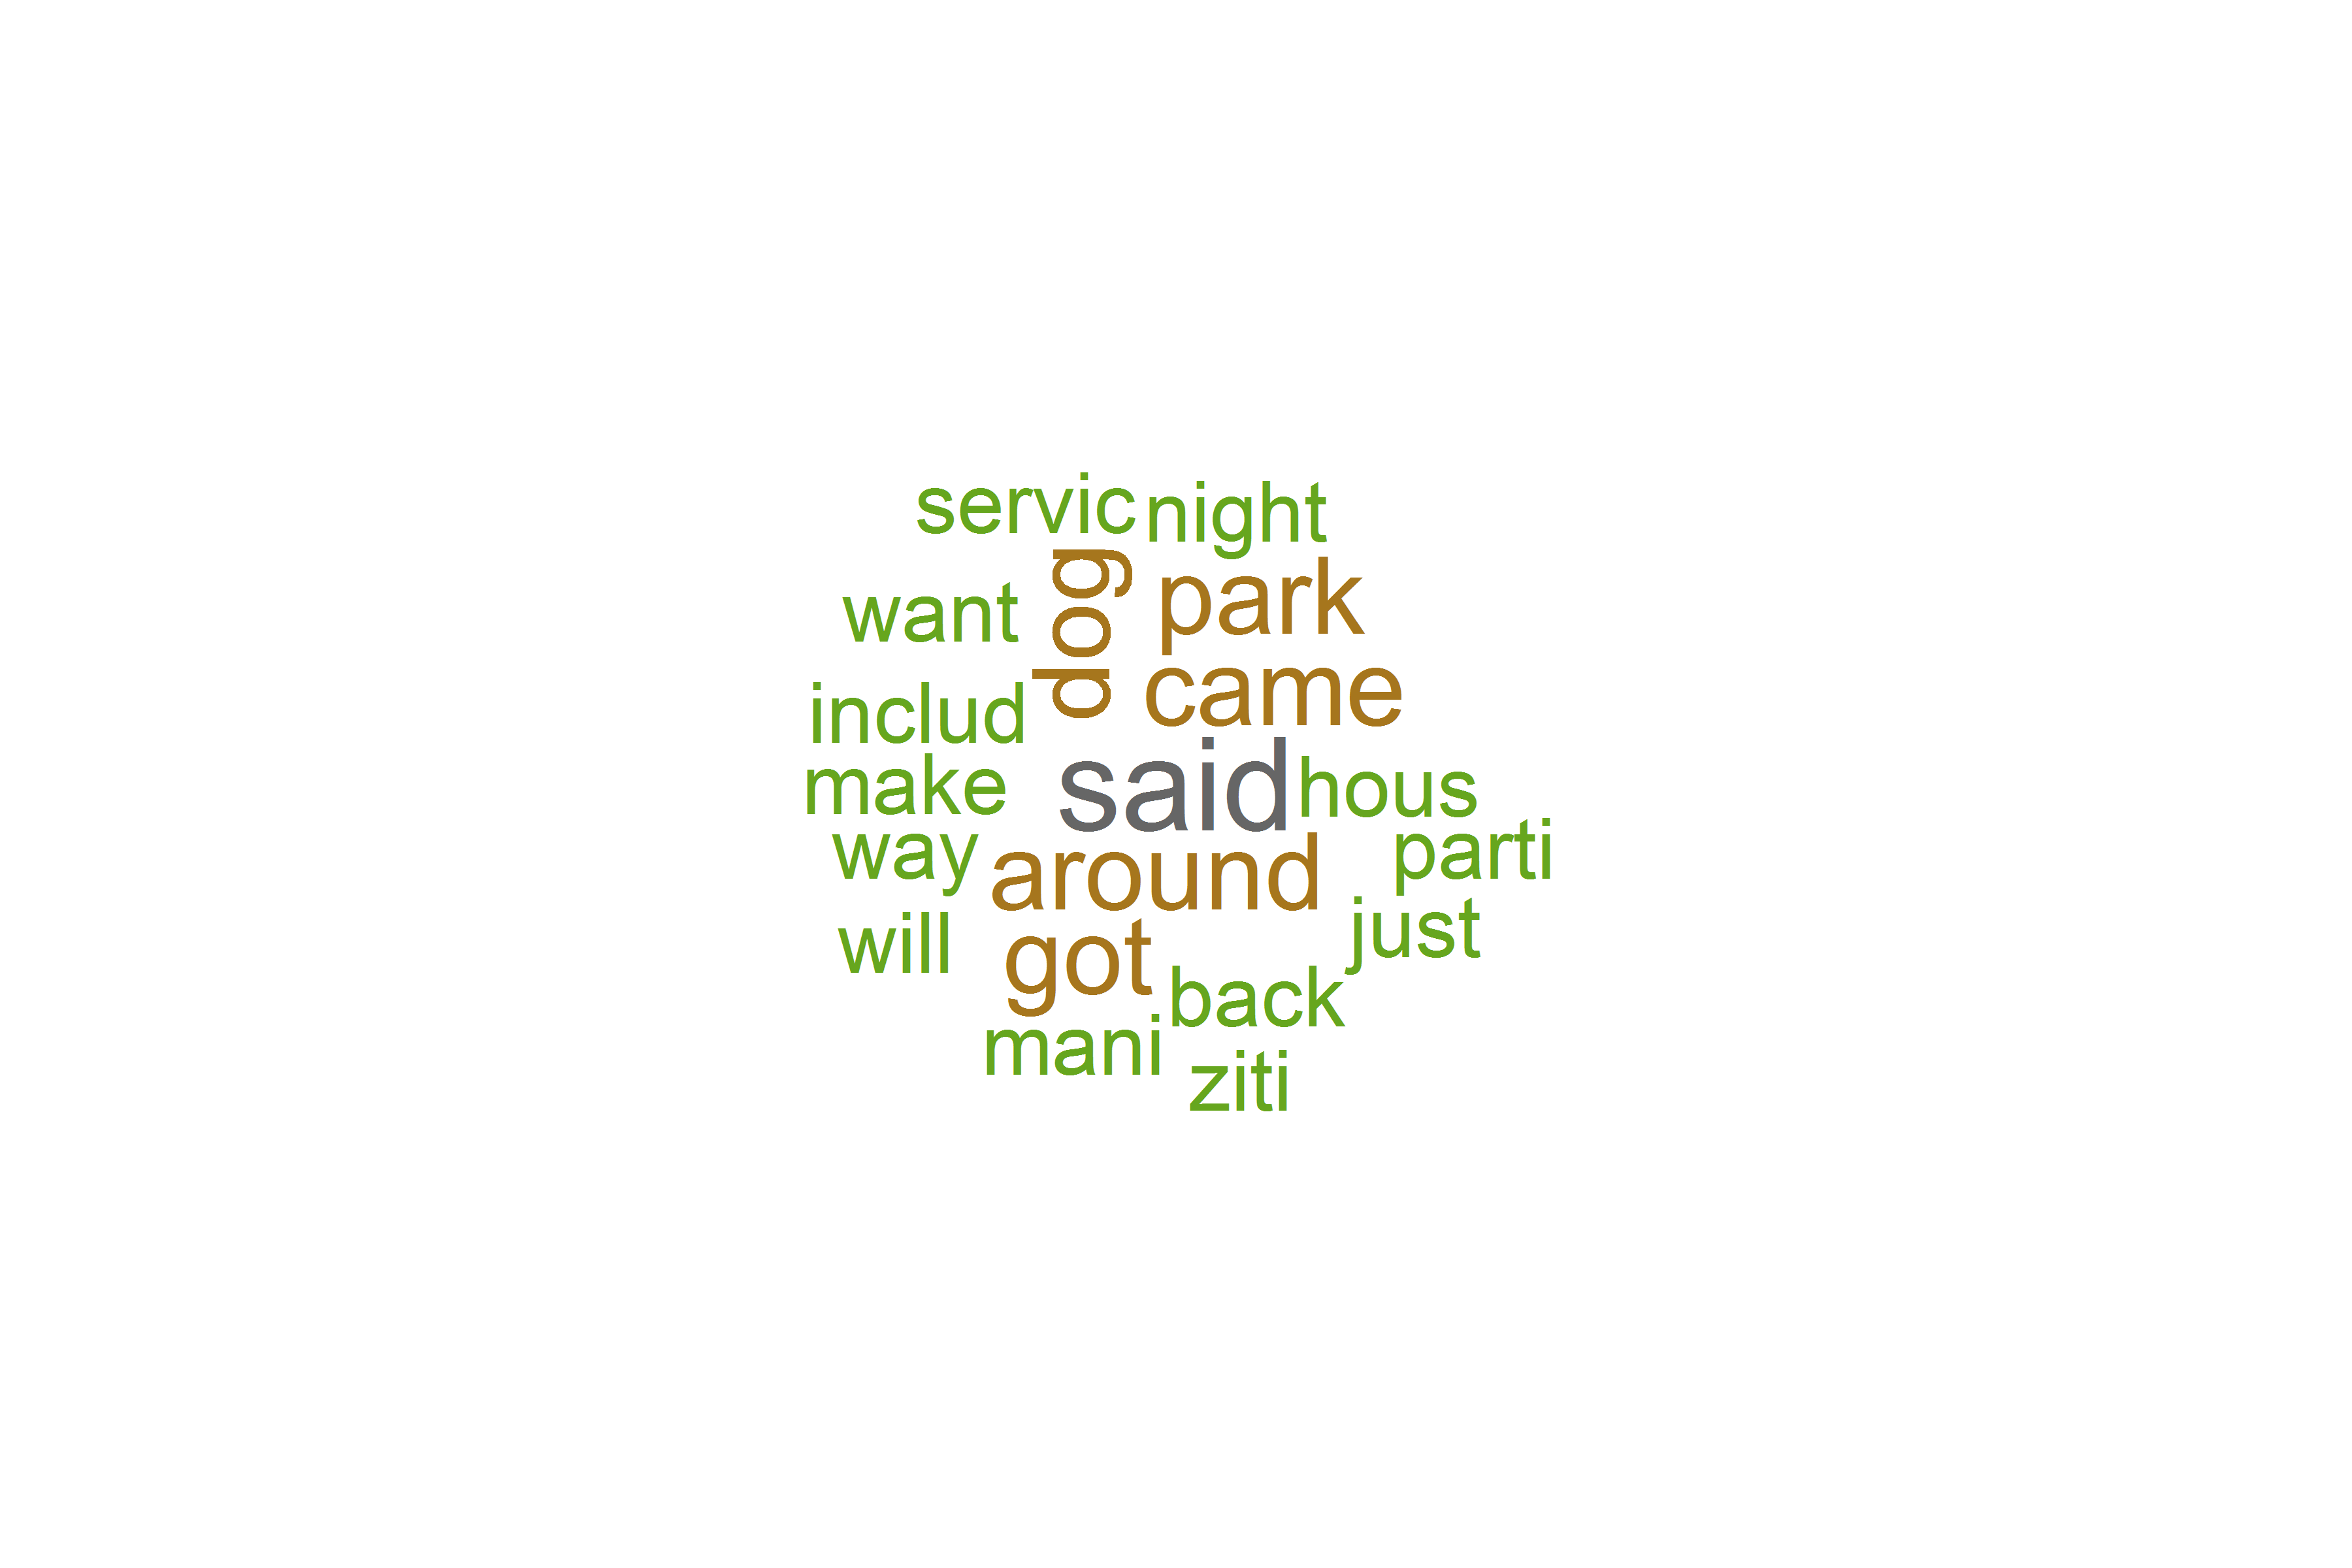 servic night
dog
park
want
came
includ
said
make
hous
way
around
parti
will
got
just
back
mani
ziti